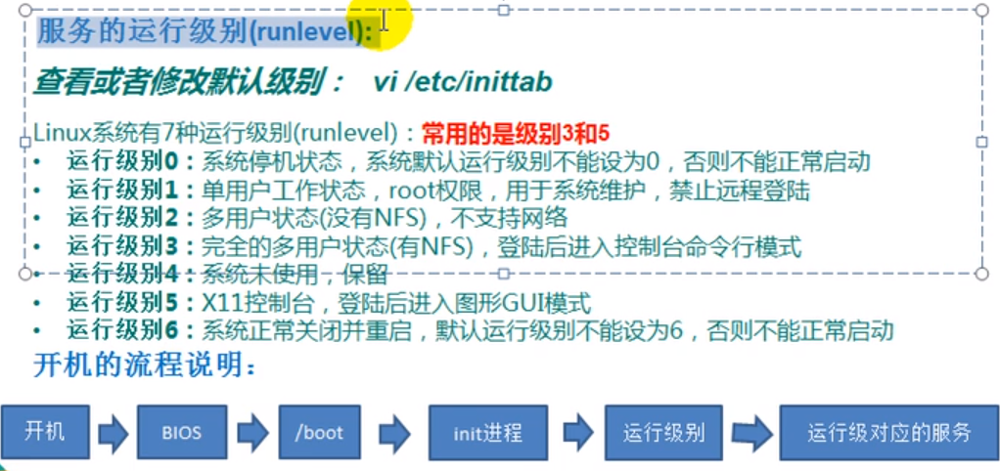 服务的运行级别(runlevel):
查看或者修改默认级别： vi /etc/inittab
Linux系统有7种运行级别(runlevel)：常用的是级别3和5
• 运行级别0：系统停机状态，系统默认运行级别不能设为0，否则不能正常启动
• 运行级别1：单用户工作状态，root权限，用于系统维护，禁止远程登陆
• 运行级别2：多用户状态(没有NFS)，不支持网络
• 运行级别3：完全的多用户状态(有NFS)，登陆后进入控制台命令行模式
• 运行级别4：系统未使用，保留
• 运行级别5：X11控制台，登陆后进入图形GUI模式
• 运行级别6：系统正常关闭并重启，默认运行级别不能设为6，否则不能正常启动
开机的流程说明：
开机
BIOS
/boot
init进程
运行级别
运行级对应的服务